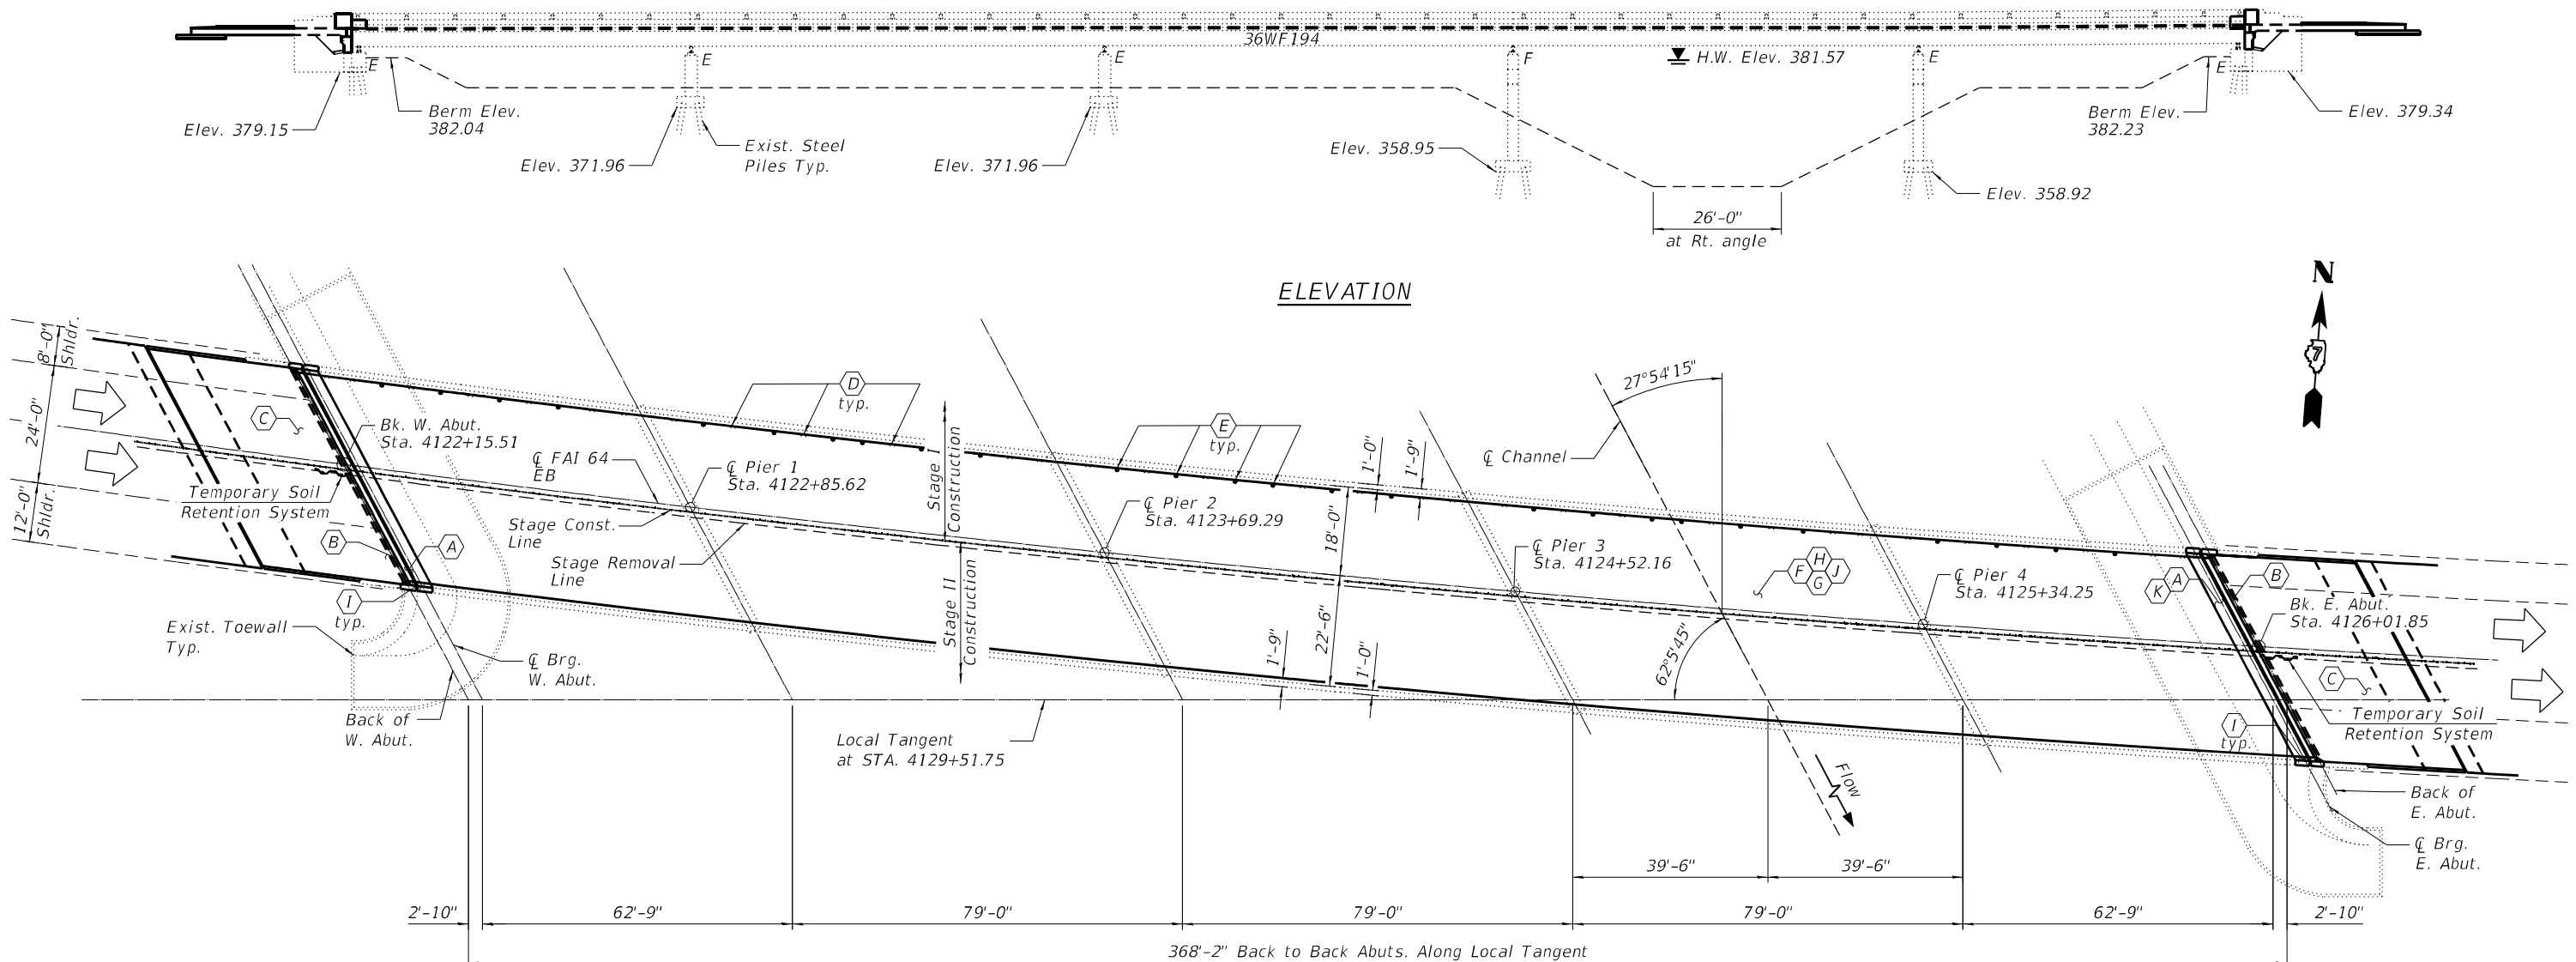 36WF194
H.W. Elev. 381.57
E
E
E
F
E
E
Elev. 379.15
Berm Elev.
382.04
Elev. 371.96
Exist. Steel
Piles Typ.
Elev. 371.96
Elev. 358.95
26'-0"
at Rt. angle
Elev. 358.92
Berm Elev.
382.23
Elev. 379.34
ELEVATION
N
7
8'-0"
Shldr.
24'-0"
12'-0"
Shldr.
C
Bk. W. Abut.
Sta. 4122+15.51
Temporary Soil
Retention System
B
A
I
typ.
Exist. Toewall
Typ.
Back of
W. Abut.
℄ Brg.
W. Abut.
℄ FAI 64
EB
Stage Const.
Line
Stage Removal
Line
℄ Pier 1
Sta. 4122+85.62
D
typ.
Stage I
Construction
Stage II
Construction
Local Tangent
at STA. 4129+51.75
℄ Pier 2
Sta. 4123+69.29
E
typ.
1'-0"
1'-9"
18'-0"
22'-6"
1'-9"
1'-0"
27°54'15"
℄ Channel
℄ Pier 3
Sta. 4124+52.16
62°5'45"
F
H
J
G
Flow
℄ Pier 4
Sta. 4125+34.25
K
A
B
Bk. E. Abut.
Sta. 4126+01.85
C
Temporary Soil
Retention System
I
typ.
Back of
E. Abut.
℄ Brg.
E. Abut.
39'-6"
39'-6"
2'-10"
62'-9"
79'-0"
79'-0"
79'-0"
62'-9"
2'-10"
368'-2" Back to Back Abuts. Along Local Tangent